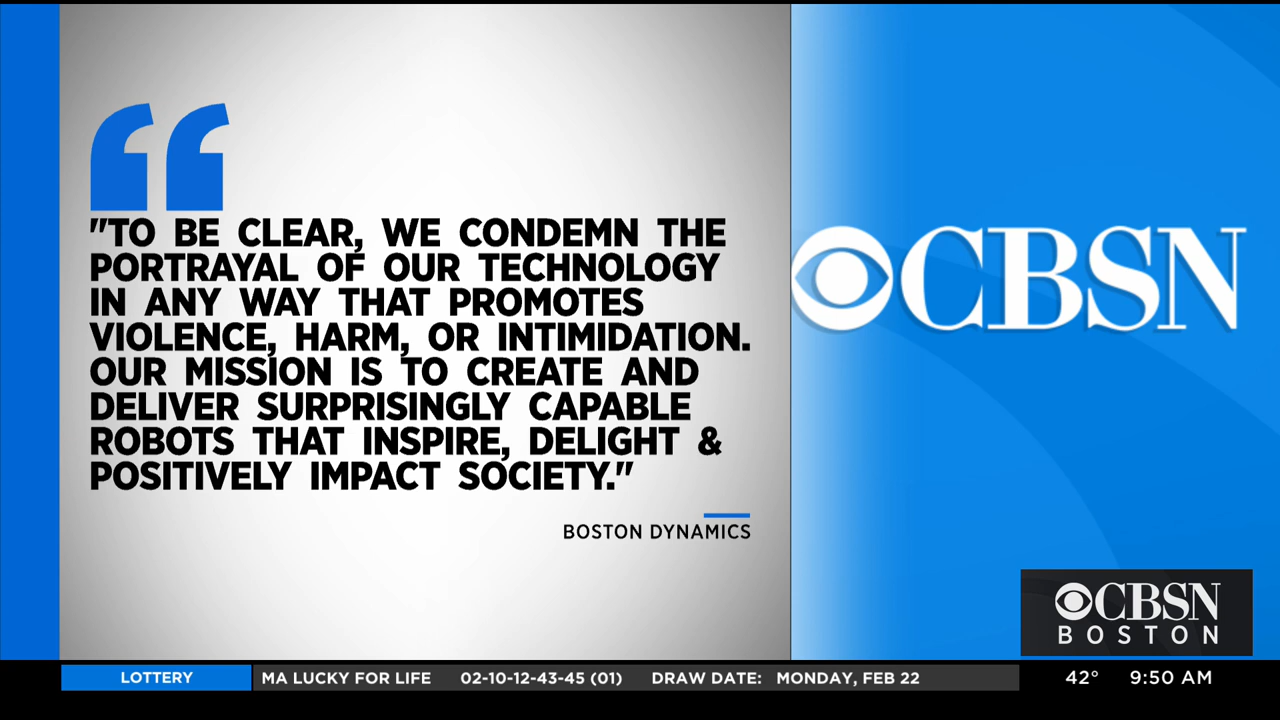 "TO BE CLEAR, WE CONDEMN THE
PORTRAYAL OF OUR TECHNOLOGY
IN ANY WAY THAT PROMOTES
VIOLENCE, HARM, OR INTIMIDATION.
OUR MISSION IS TO CREATE AND
DELIVER SURPRISINGLY CAPABLE
ROBOTS THAT INSPIRE, DELIGHT &
POSITIVELY IMPACT SOCIETY."
BOSTON DYNAMICS
CBSN
CBSN
BOSTON
LOTTERY MA LUCKY FOR LIFE 02-10-12-43-45 (01) DRAW DATE: MONDAY, FEB 22 42° 9:50 AM